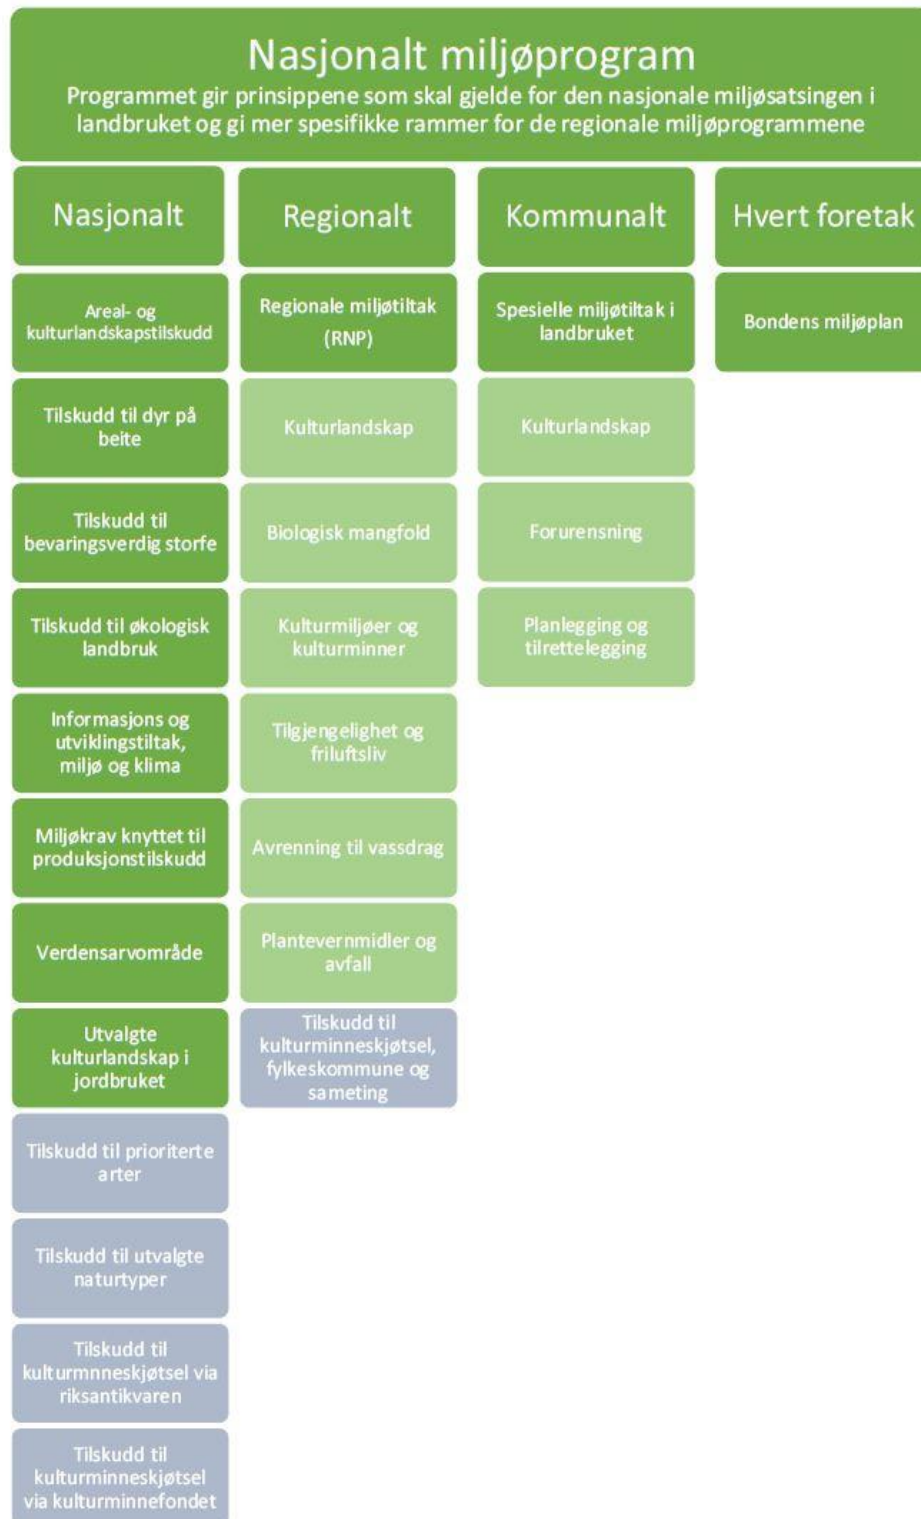 Nasjonalt miljøprogram
Programmet gir prinsippene som skal gjelde for den nasjonale miljøsatsingen i
landbruket og gi mer spesifikke rammer for de regionale miljøprogrammene
Nasjonalt
Areal- og
kulturlandskapstilskudd
Tilskudd til dyr på
beite
Tilskudd til
bevaringsverdig storfe
Tilskudd til økologisk
landbruk
Informasjons og
utviklingstiltak,
miljø og klima
Miljøkrav knyttet til
produksjonstilskudd
Verdensarvområde
Utvalgte
kulturlandskap i
jordbruket
Tilskudd til prioriterte
arter
Tilskudd til utvalgte
naturtyper
Tilskudd til
kulturmnneskjøtsel via
riksantikvaren
Tilskudd til
kulturminneskjøtsel
via kulturminnefondet
Regionalt
Regionale miljøtiltak
(RNP)
Kulturlandskap
Biologisk mangfold
Kulturmiljøer og
kulturminner
Tilgjengelighet og
friluftsliv
Avrenning til vassdrag
Plantevernmidler og
avfall
Tilskudd til
kulturminneskjøtsel,
fylkeskommune og
sameting
Kommunalt
Spesielle miljøtiltak i
landbruket
Kulturlandskap
Forurensning
Planlegging og
tilrettelegging
Hvert foretak
Bondens miljøplan